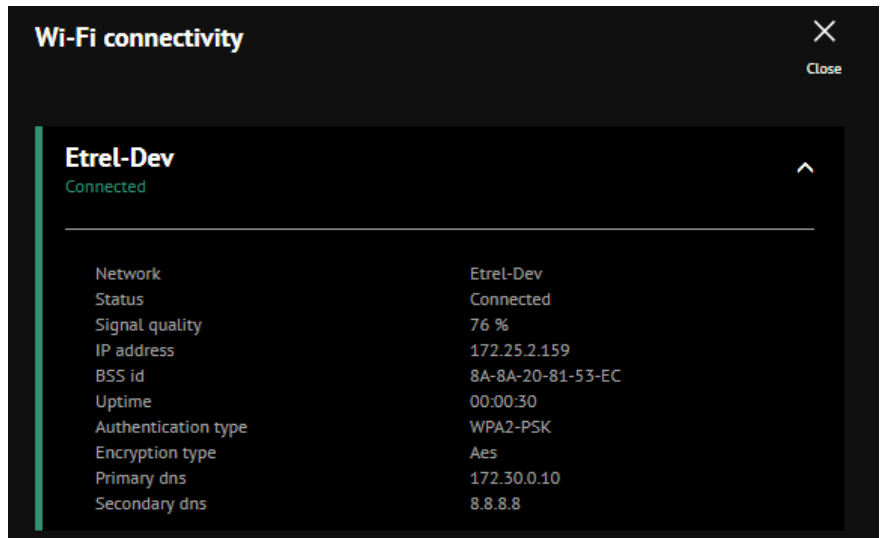 Wi-Fi connectivity
Close
Etrel-Dev
Connected
Network Etrel-Dev
Status Connected
Signal quality 76 %
IP address 172.25.2.159
BSS id 8A-8A-20-81-53-EC
Uptime 00:00:30
Authentication type WPA2-PSK
Encryption type Aes
Primary dns 172.30.0.10
Secondary dns 8.8.8.8